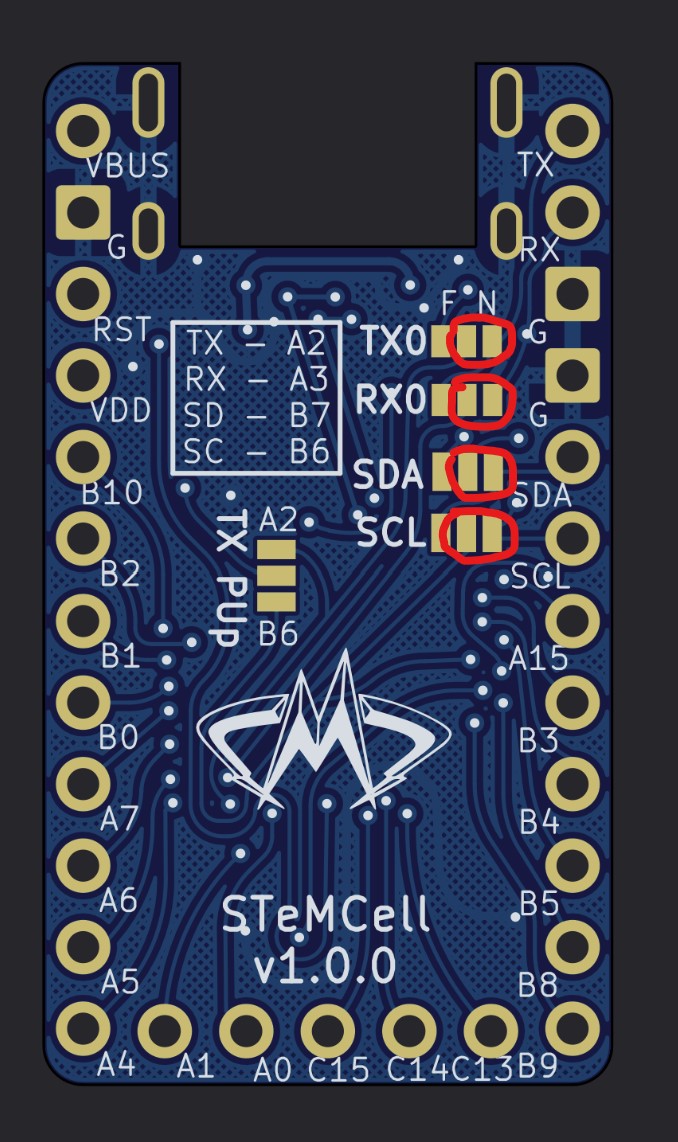 VBUS
TX
G
RX
F N
RST
TX - A2
TX0
G
RX - A3
VDD
SD - B7
RX0
G
SC - B6
B10
SDA
SDA
TX PUp
A2
SCL
B2
SCL
B6
B1
A15
B0
B3
A7
B4
A6
STeMCell
B5
v1.0.0
A5
B8
A4 A1 A0 C15 C14 C13 B9